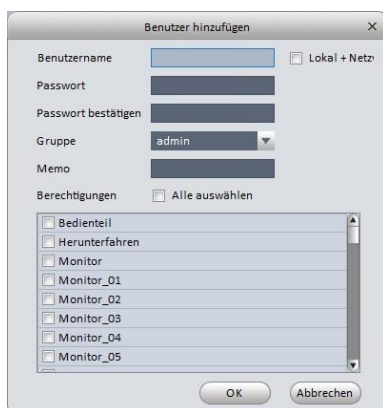 Benutzer hinzufügen
Benutzername
Lokal + Netz
Passwort
Passwort bestätigen
Gruppe admin
Memo
Berechtigungen Alle auswählen
Bedienteil
Herunterfahren
Monitor
Monitor_01
Monitor_02
Monitor_03
Monitor_04
Monitor_05
OK Abbrechen